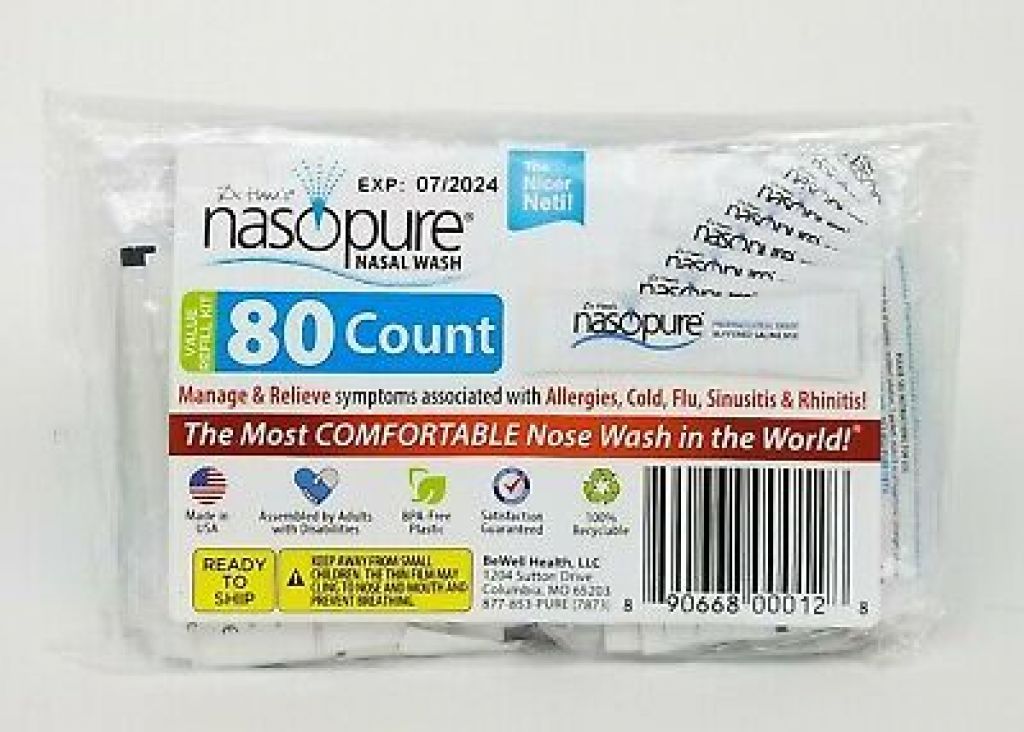 Dr. Hana's
EXP: 07/2024
nasopure®
NASAL WASH
The
Nicer
Neti!
VALUE
REFILL KIT
80 Count
nasopure
Manage & Relieve symptoms associated with Allergies, Cold, Flu, Sinusitis & Rhinitis!
The Most COMFORTABLE Nose Wash in the World!*
Made in
USA
Assembled by Adults
with Disabilities
BPA-Free
Plastic
Satisfaction
Guaranteed
100%
Recyclable
READY
TO
SHIP
KEEP AWAY FROM SMALL
CHILDREN. THE THIN FILM MAY
CLING TO NOSE AND MOUTH AND
PREVENT BREATHING.
BeWell Health, LLC
1204 Sutton Drive
Columbia, MO 65203
877-853-PURE (7873)
8 90668 00012 8